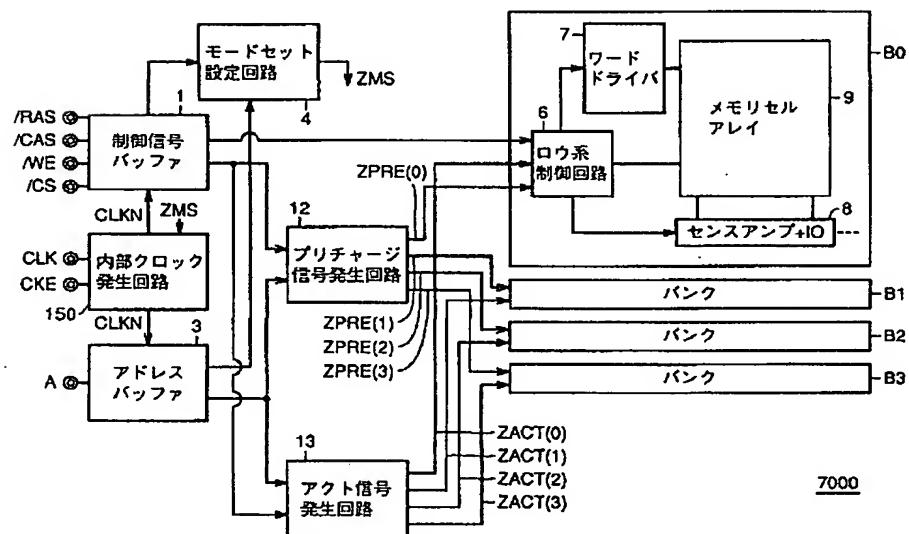 モードセット
設定回路
4
ZMS
1
/RAS
/CAS
/WE
/CS
制御信号
バッファ
CLKN
ZMS
CLK
CKE
内部クロック
発生回路
150
CLKN
3
A
アドレス
バッファ
12
プリチャージ
信号発生回路
ZPRE(0)
ZPRE(1)
ZPRE(2)
ZPRE(3)
13
アクト信号
発生回路
ZACT(0)
ZACT(1)
ZACT(2)
ZACT(3)
7
ワード
ドライバ
6
ロウ系
制御回路
メモリセル
アレイ
9
8
センスアンプ+IO
B0
バンク
B1
バンク
B2
バンク
B3
7000